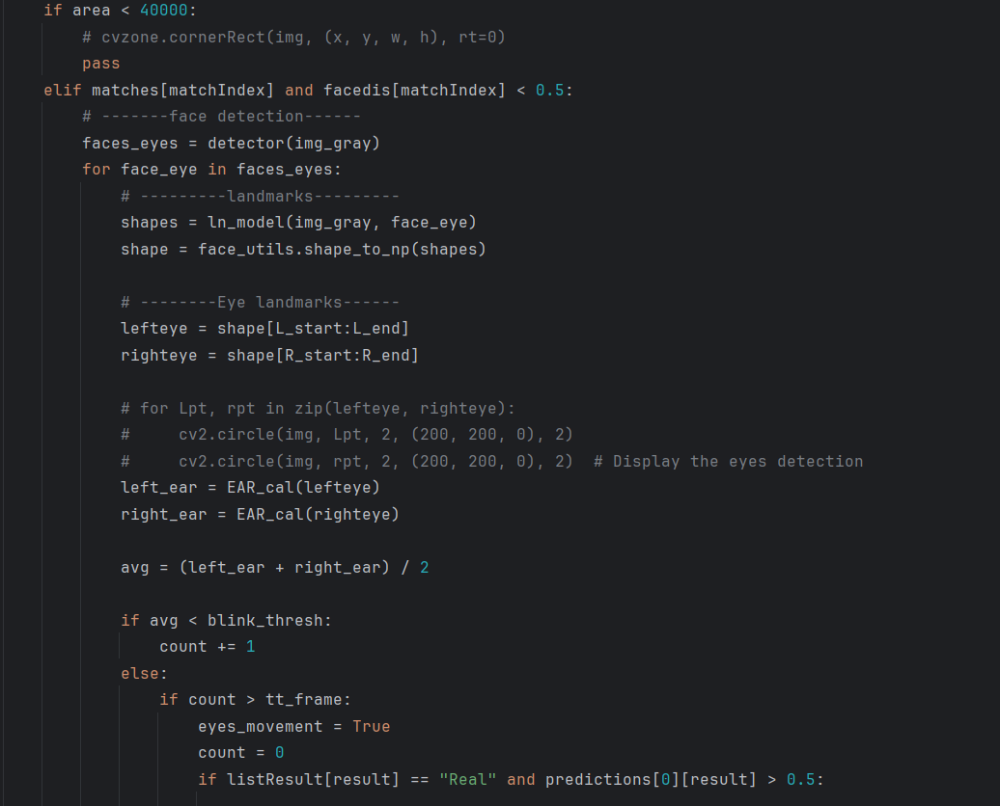 if area < 40000:
    # cvzone.cornerRect(img, (x, y, w, h), rt=0)
    pass
elif matches[matchIndex] and facedis[matchIndex] < 0.5:
    # -------face detection------
    faces_eyes = detector(img_gray)
    for face_eye in faces_eyes:
        # ---------landmarks---------
        shapes = ln_model(img_gray, face_eye)
        shape = face_utils.shape_to_np(shapes)

        # --------Eye landmarks------
        lefteye = shape[L_start:L_end]
        righteye = shape[R_start:R_end]

        # for Lpt, rpt in zip(lefteye, righteye):
        #     cv2.circle(img, Lpt, 2, (200, 200, 0), 2)
        #     cv2.circle(img, rpt, 2, (200, 200, 0), 2)  # Display the eyes detection
        left_ear = EAR_cal(lefteye)
        right_ear = EAR_cal(righteye)

        avg = (left_ear + right_ear) / 2

        if avg < blink_thresh:
            count += 1
        else:
            if count > tt_frame:
                eyes_movement = True
                count = 0
                if listResult[result] == "Real" and predictions[0][result] > 0.5: